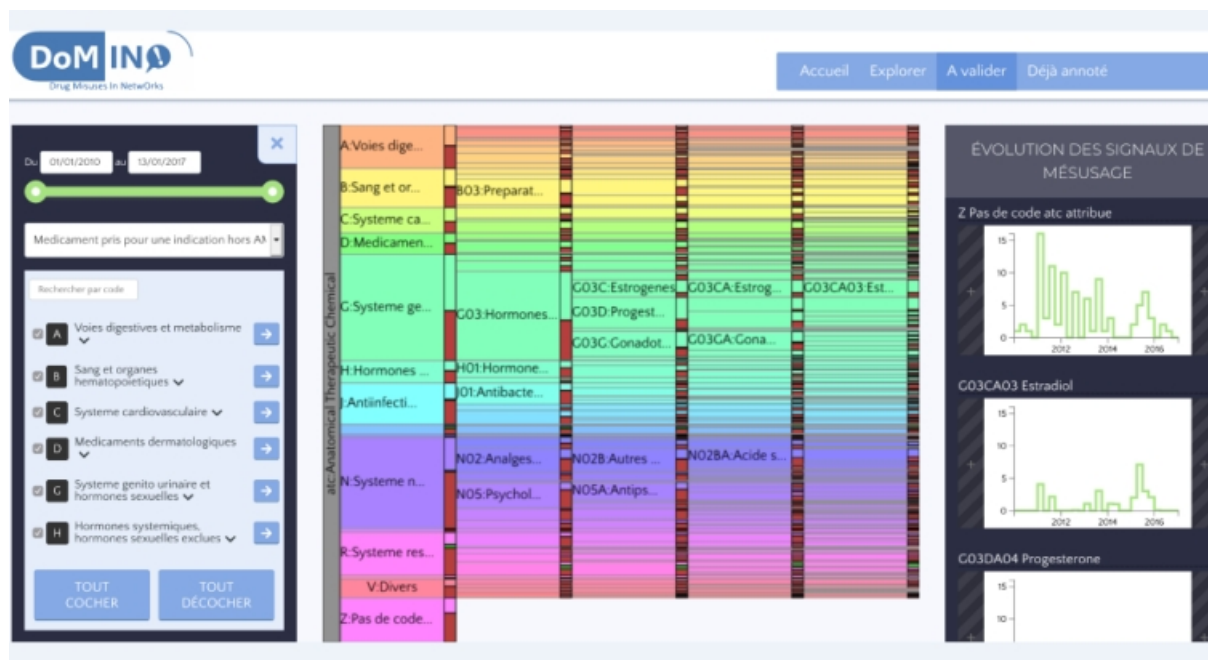 DoMINO
Drug Misuses In NetwOrks
Accueil Explorer A valider Déjà annoté
Du 01/01/2010 au 13/01/2017
Medicament pris pour une indication hors AM
Rechercher par code
A Voies digestives et metabolisme
B Sang et organes
hematopoietiques
C Systeme cardiovasculaire
D Medicaments dermatologiques
G Systeme genito urinaire et
hormones sexuelles
H Hormones systemiques,
hormones sexuelles exclues
TOUT
COCHER
TOUT
DÉCOCHER
atc:Anatomical Therapeutic Chemical
A:Voies dige...
B:Sang et or...
C:Systeme ca...
D:Medicamen...
G:Systeme ge...
H:Hormones ...
J:Antiinfecti...
N:Systeme n...
R:Systeme res...
V:Divers
Z:Pas de code...
B03:Preparat...
G03:Hormones...
H01:Hormone...
J01:Antibacte...
N02:Analges...
N05:Psychol...
G03C:Estrogenes
G03D:Progest...
G03G:Gonadot...
N02B:Autres ...
N05A:Antips...
G03CA:Estrog...
G03GA:Gona...
N02BA:Acide s...
G03CA03:Est...
ÉVOLUTION DES SIGNAUX DE
MÉSUSAGE
Z Pas de code atc attribue
15
10
5
0
2012 2014 2016
G03CA03 Estradiol
15
10
5
0
2012 2014 2016
G03DA04 Progesterone
15
10